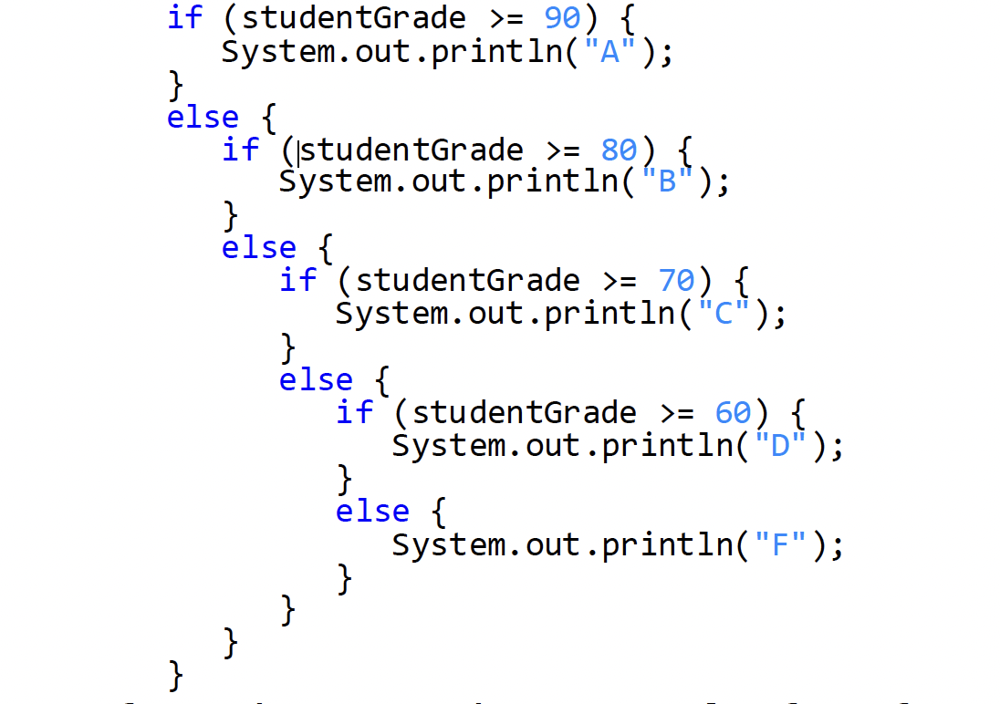 if (studentGrade >= 90) {
   System.out.println("A");
}
else {
   if (studentGrade >= 80) {
      System.out.println("B");
   }
   else {
      if (studentGrade >= 70) {
         System.out.println("C");
      }
      else {
         if (studentGrade >= 60) {
            System.out.println("D");
         }
         else {
            System.out.println("F");
         }
      }
   }
}